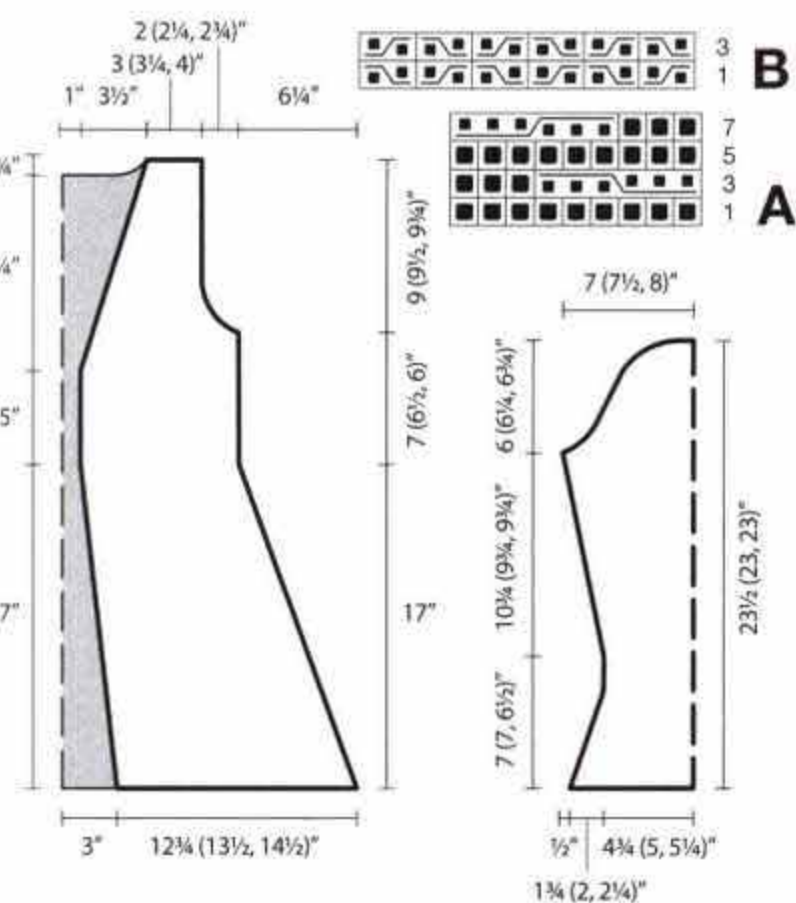 2 (2¼, 2¾)"
3 (3¼, 4)"
1" 3½" 6¼"
9 (9½, 9¾)"
7 (6½, 6)"
17"
5"
7"
3" 12¾ (13½, 14½)"
3
1
B
7
5
3
1
A
7 (7½, 8)"
6 (6¼, 6¾)"
10¾ (9¾, 9¾)"
7 (7, 6½)"
23½ (23, 23)"
½" 4¾ (5, 5¼)"
1¾ (2, 2¼)"